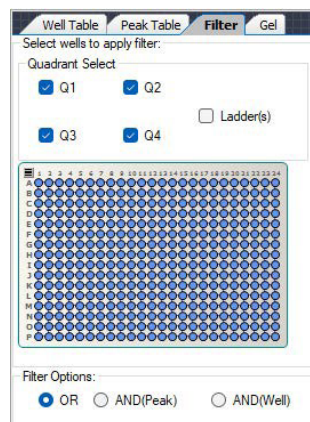 Well Table Peak Table Filter Gel
Select wells to apply filter:
Quadrant Select
Q1 Q2
Ladder(s)
Q3 Q4
1 2 3 4 5 6 7 8 9 10 11 12 13 14 15 16 17 18 19 20 21 22 23 24
A
B
C
D
E
F
G
H
I
J
K
L
M
N
O
P
Filter Options:
OR AND(Peak) AND(Well)